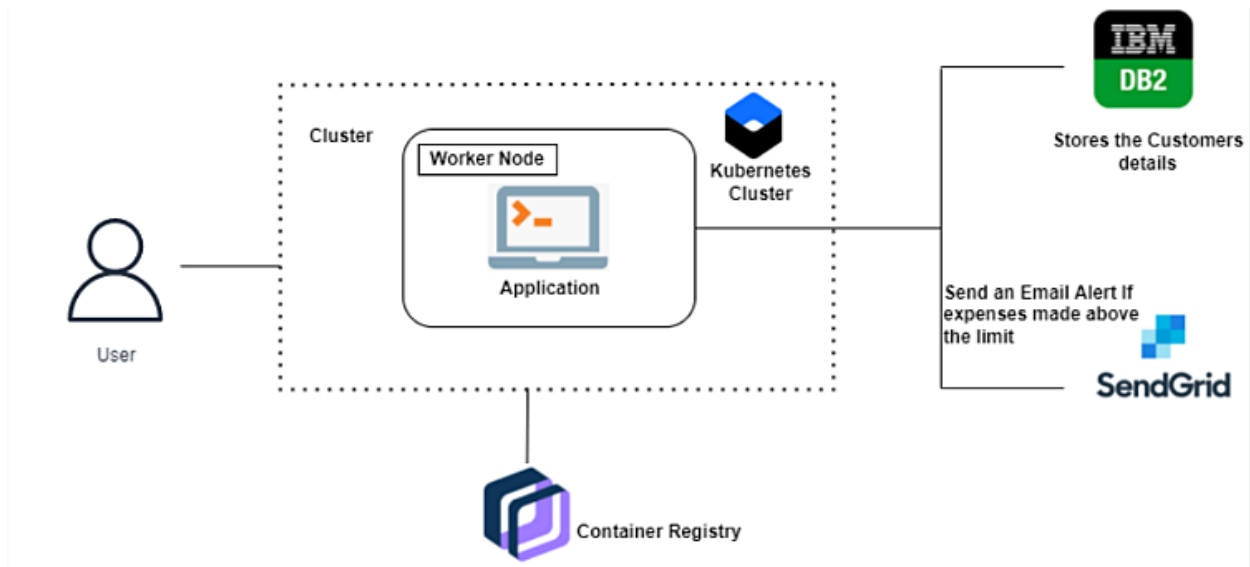 IBM
DB2
Stores the Customers
details
Cluster
Worker Node
Kubernetes
Cluster
Application
User
Send an Email Alert If
expenses made above
the limit
SendGrid
Container Registry